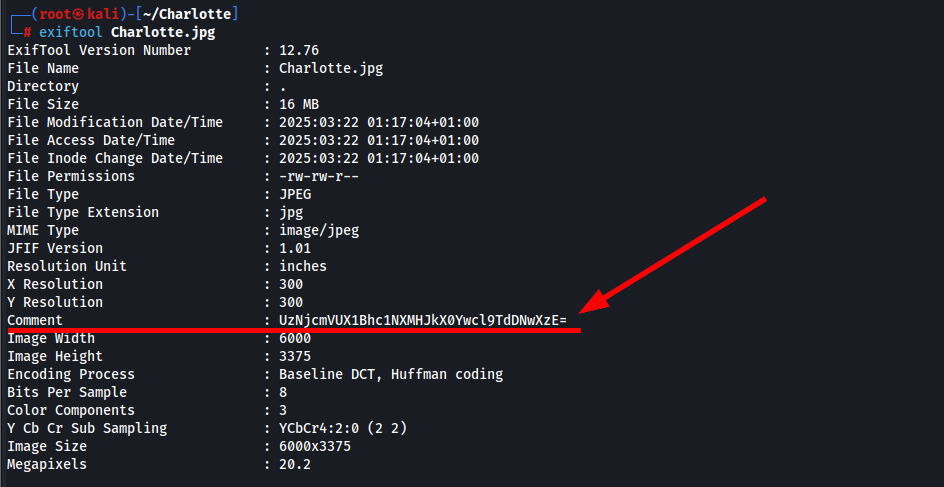 ┌──(root㉿kali)-[~/Charlotte]
└─# exiftool Charlotte.jpg
ExifTool Version Number         : 12.76
File Name                       : Charlotte.jpg
Directory                       : .
File Size                       : 16 MB
File Modification Date/Time     : 2025:03:22 01:17:04+01:00
File Access Date/Time           : 2025:03:22 01:17:04+01:00
File Inode Change Date/Time     : 2025:03:22 01:17:04+01:00
File Permissions                : -rw-rw-r--
File Type                       : JPEG
File Type Extension             : jpg
MIME Type                       : image/jpeg
JFIF Version                    : 1.01
Resolution Unit                 : inches
X Resolution                    : 300
Y Resolution                    : 300
Comment                         : UzNjcmVUX1Bhc1NXMHJkX0Ywcl9TdDNwXzE=
Image Width                     : 6000
Image Height                    : 3375
Encoding Process                : Baseline DCT, Huffman coding
Bits Per Sample                 : 8
Color Components                : 3
Y Cb Cr Sub Sampling            : YCbCr4:2:0 (2 2)
Image Size                      : 6000x3375
Megapixels                      : 20.2